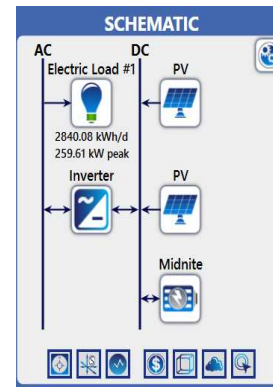 SCHEMATIC
AC DC
Electric Load #1 PV
2840.08 kWh/d
259.61 kW peak
Inverter PV
Midnite